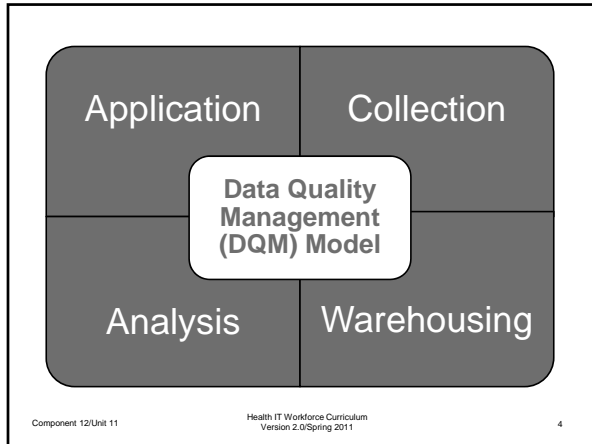 Application
Collection
Data Quality
Management
(DQM) Model
Analysis
Warehousing
Component 12/Unit 11
Health IT Workforce Curriculum
Version 2.0/Spring 2011
4